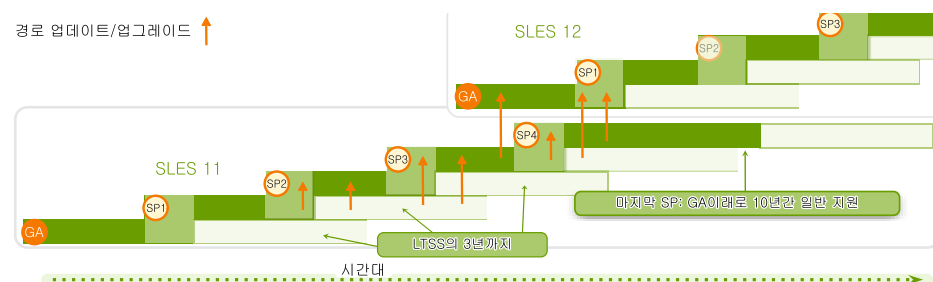 경로 업데이트/업그레이드
SLES 12
SP3
SP2
SP1
GA
SLES 11
SP4
SP3
SP2
SP1
GA
마지막 SP: GA이래로 10년간 일반 지원
LTSS의 3년까지
시간대